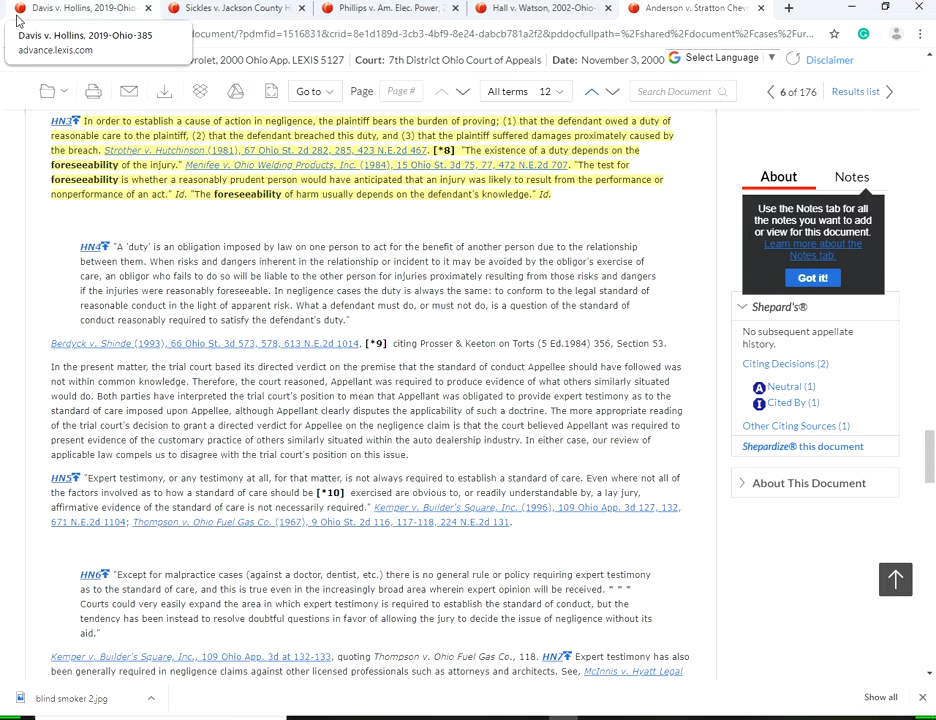 Davis v. Hollins, 2019-Ohio-
Sickles v. Jackson County H
Phillips v. Am. Elec. Power,
Hall v. Watson, 2002-Ohio-
Anderson v. Chevrolet
Davis v. Hollins, 2019-Ohio-385
advance.lexis.com
document/?pdmfid=1516831&crid=8e1d189d-3cb3-4bf9-8e24-dabcb781a2f2&pddocfullpath=%2Fshared%2Fdocument%2Fcases%2Fur...
vrolet, 2000 Ohio App. LEXIS 5127 Court: 7th District Ohio Court of Appeals Date: November 3, 2000 Select Language Disclaimer
Go to Page Page # All terms 12 Search Document 6 of 176 Results list
HN3 In order to establish a cause of action in negligence, the plaintiff bears the burden of proving; (1) that the defendant owed a duty of
reasonable care to the plaintiff, (2) that the defendant breached this duty, and (3) that the plaintiff suffered damages proximately caused by
the breach. Strother v. Hutchinson (1981), 67 Ohio St. 2d 282, 285, 423 N.E.2d 467. [*8] "The existence of a duty depends on the
foreseeability of the injury." Menifee v. Ohio Welding Products, Inc. (1984), 15 Ohio St. 3d 75, 77, 472 N.E.2d 707. "The test for
foreseeability is whether a reasonably prudent person would have anticipated that an injury was likely to result from the performance or
nonperformance of an act." Id. "The foreseeability of harm usually depends on the defendant's knowledge." Id.
HN4 "A 'duty' is an obligation imposed by law on one person to act for the benefit of another person due to the relationship
between them. When risks and dangers inherent in the relationship or incident to it may be avoided by the obligor's exercise of
care, an obligor who fails to do so will be liable to the other person for injuries proximately resulting from those risks and dangers
if the injuries were reasonably foreseeable. In negligence cases the duty is always the same: to conform to the legal standard of
reasonable conduct in the light of apparent risk. What a defendant must do, or must not do, is a question of the standard of
conduct reasonably required to satisfy the defendant's duty."
Berdyck v. Shinde (1993), 66 Ohio St. 3d 573, 578, 613 N.E.2d 1014, [*9] citing Prosser & Keeton on Torts (5 Ed.1984) 356, Section 53.
In the present matter, the trial court based its directed verdict on the premise that the standard of conduct Appellee should have followed was
not within common knowledge. Therefore, the court reasoned, Appellant was required to produce evidence of what others similarly situated
would do. Both parties have interpreted the trial court's position to mean that Appellant was obligated to provide expert testimony as to the
standard of care imposed upon Appellee, although Appellant clearly disputes the applicability of such a doctrine. The more appropriate reading
of the trial court's decision to grant a directed verdict for Appellee on the negligence claim is that the court believed Appellant was required to
present evidence of the customary practice of others similarly situated within the auto dealership industry. In either case, our review of
applicable law compels us to disagree with the trial court's position on this issue.
HN5 "Expert testimony, or any testimony at all, for that matter, is not always required to establish a standard of care. Even where not all of
the factors involved as to how a standard of care should be [*10] exercised are obvious to, or readily understandable by, a lay jury,
affirmative evidence of the standard of care is not necessarily required." Kemper v. Builder's Square, Inc. (1996), 109 Ohio App. 3d 127, 132,
671 N.E.2d 1104; Thompson v. Ohio Fuel Gas Co. (1967), 9 Ohio St. 2d 116, 117-118, 224 N.E.2d 131.
HN6 "Except for malpractice cases (against a doctor, dentist, etc.) there is no general rule or policy requiring expert testimony
as to the standard of care, and this is true even in the increasingly broad area wherein expert opinion will be received. * * *
Courts could very easily expand the area in which expert testimony is required to establish the standard of conduct, but the
tendency has been instead to resolve doubtful questions in favor of allowing the jury to decide the issue of negligence without its
aid."
Kemper v. Builder's Square, Inc., 109 Ohio App. 3d at 132-133, quoting Thompson v. Ohio Fuel Gas Co., 118. HN7 Expert testimony has also
been generally required in negligence claims against other licensed professionals such as attorneys and architects. See, McInnis v. Hyatt Legal
About Notes
Use the Notes tab for all
the notes you want to add
or view for this document.
Learn more about the
Notes tab.
Got it!
Shepard's®
No subsequent appellate
history.
Citing Decisions (2)
A Neutral (1)
I Cited By (1)
Other Citing Sources (1)
Shepardize® this document
About This Document
blind smoker 2.jpg
Show all